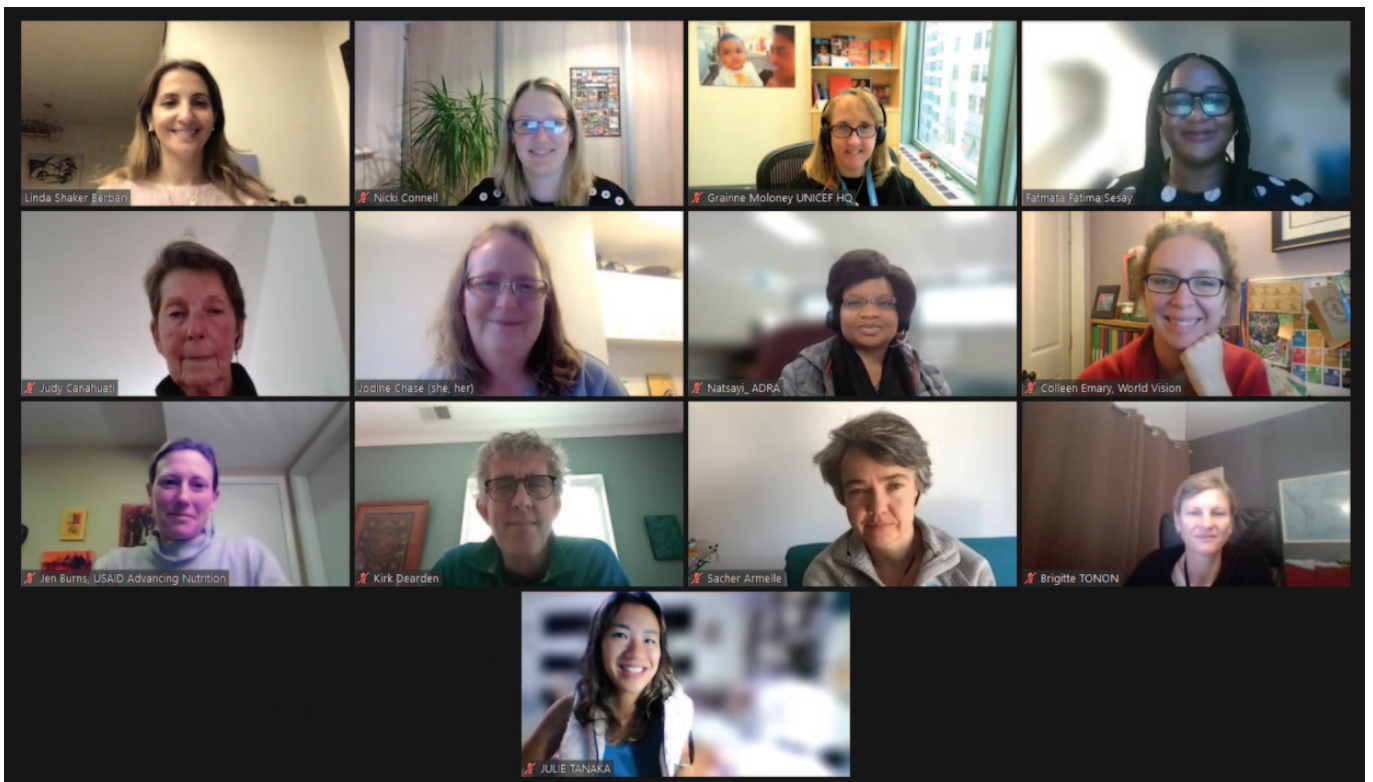 Linda Shaker Berbari
Nicki Connell
Grainne Moloney UNICEF HQ
Fatmata Fatima Sesay
Judy Canahuati
Jodine Chase (she, her)
Natsayi_ ADRA
Colleen Emary, World Vision
Jen Burns, USAID Advancing Nutrition
Kirk Dearden
Sacher Armelle
Brigitte TONON
JULIE TANAKA